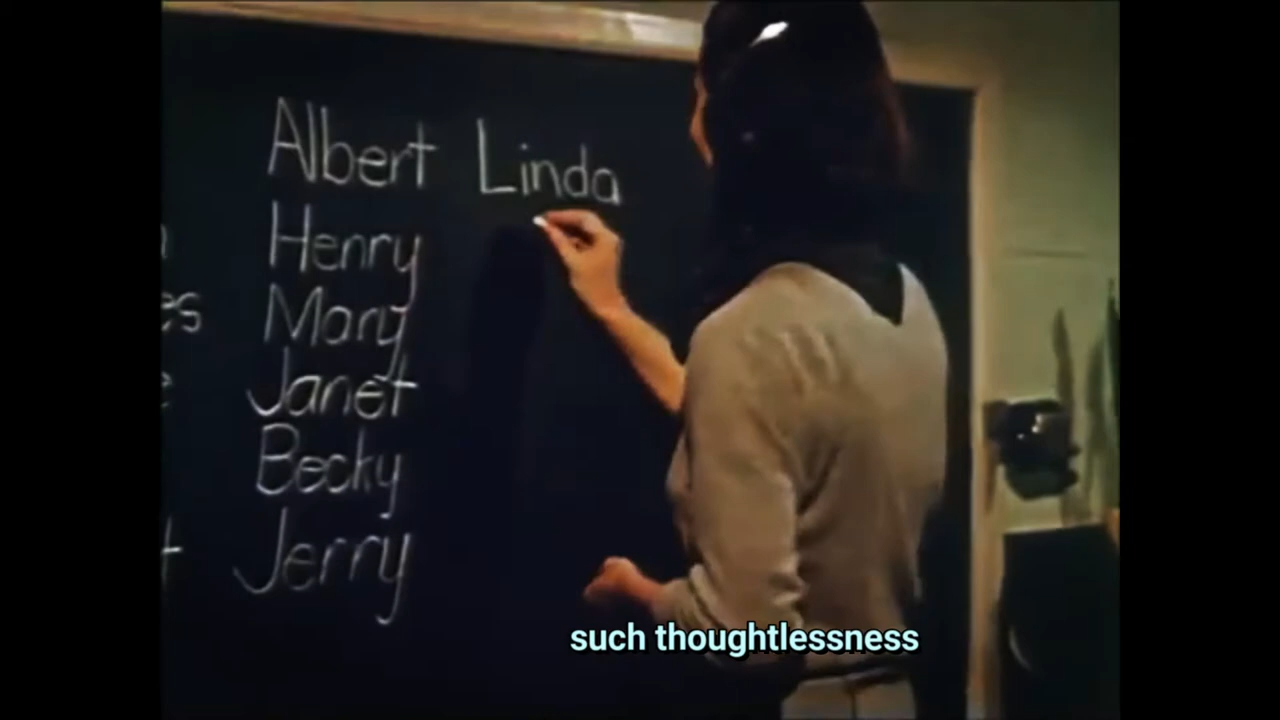 Albert Linda
Henry
Mary
Janet
Becky
Jerry
such thoughtlessness